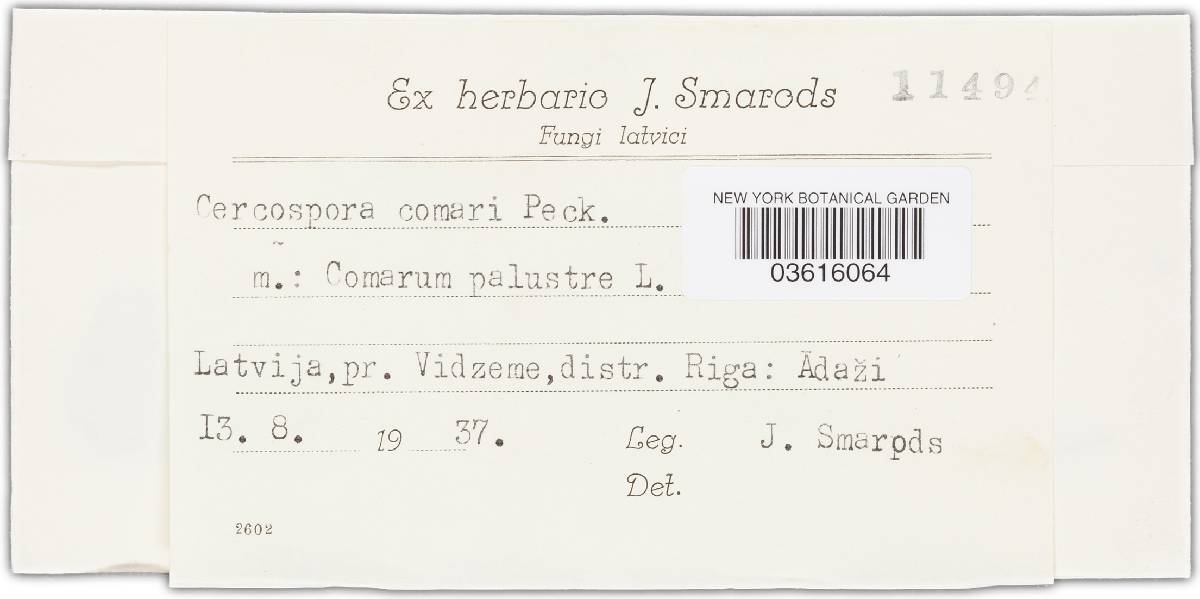 Ex herbario J. Smarods 11494
Fungi latvici
Cercospora comari Peck.
m̃.: Comarum palustre L.
NEW YORK BOTANICAL GARDEN
03616064
Latvija,pr. Vidzeme,distr. Riga: Ādaži
I3. 8. 19 37. Leg. J. Smarods
Det.
2602